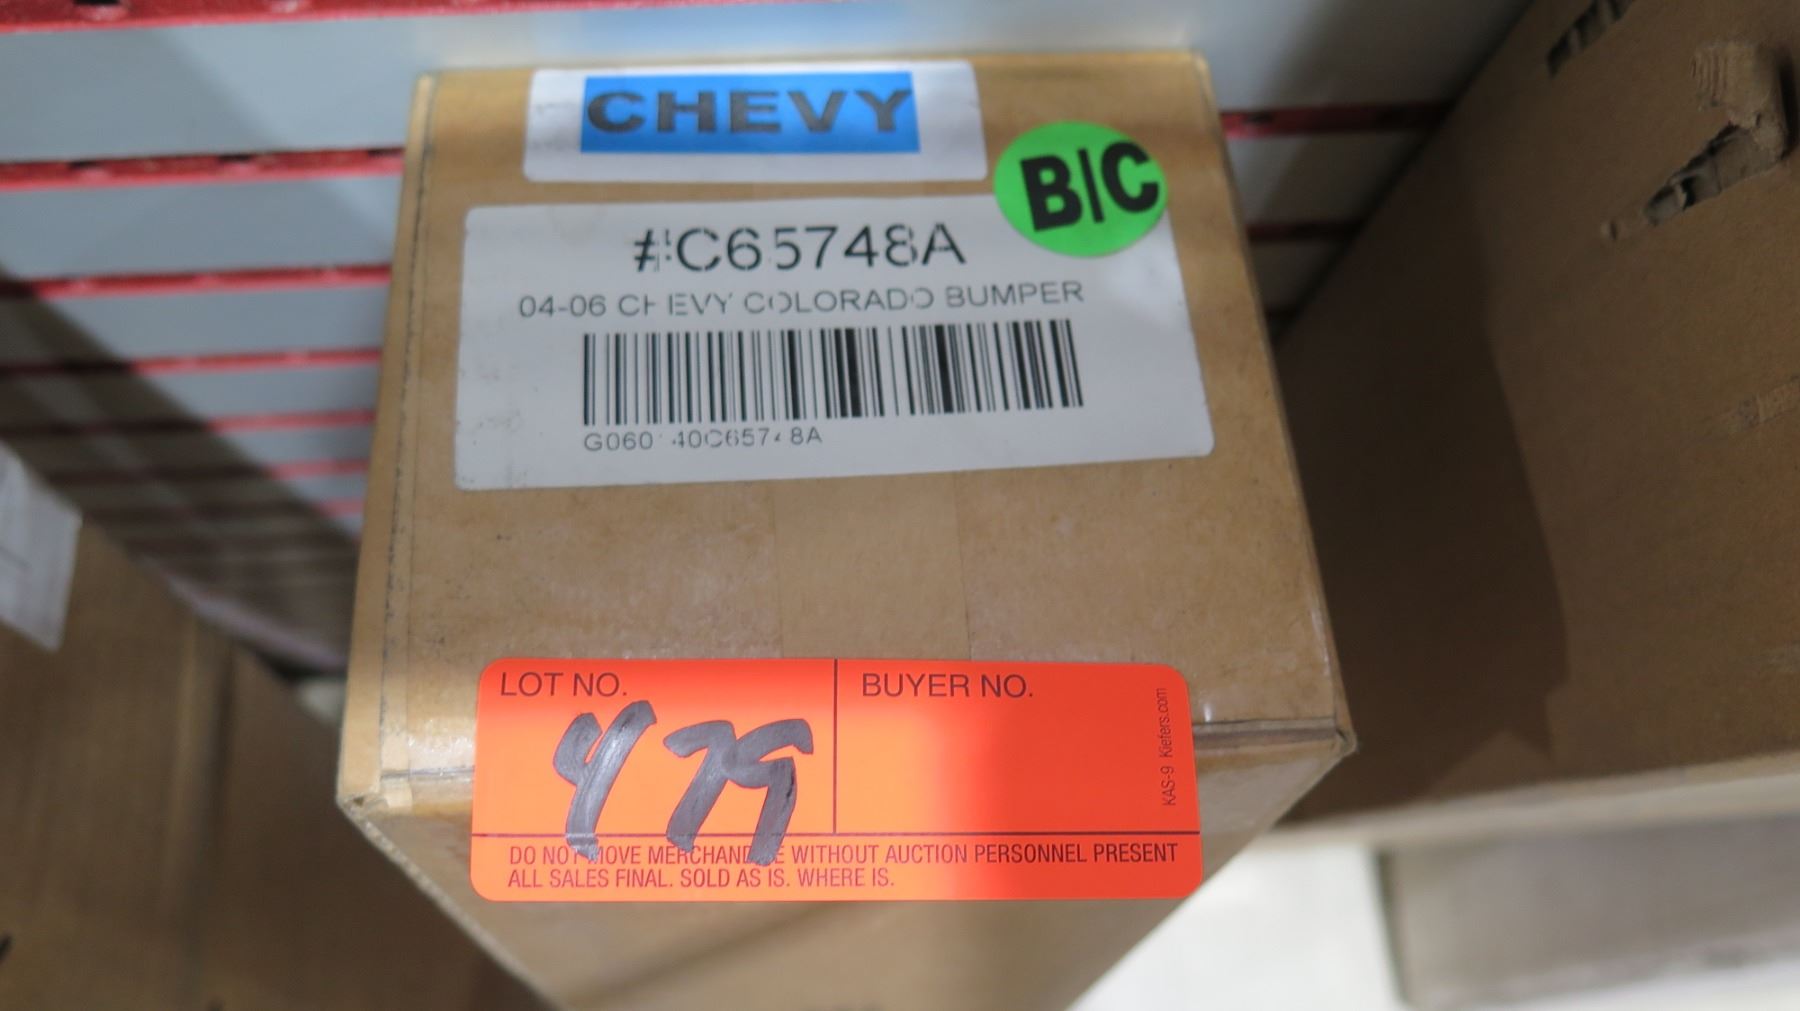 CHEVY
B|C
#C65748A
04-06 CHEVY COLORADO BUMPER
G060140C65748A
LOT NO.
BUYER NO.
479
KAS-9 Kiefers.com
DO NOT MOVE MERCHANDISE WITHOUT AUCTION PERSONNEL PRESENT
ALL SALES FINAL. SOLD AS IS. WHERE IS.